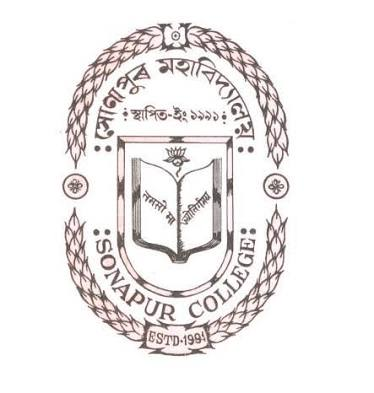 সোণাপুৰ মহাবিদ্যালয়
স্থাপিত-ইং ১৯৯১
তমসো মা
জ্যোতির্গময়
SONAPUR COLLEGE
ESTD-1991